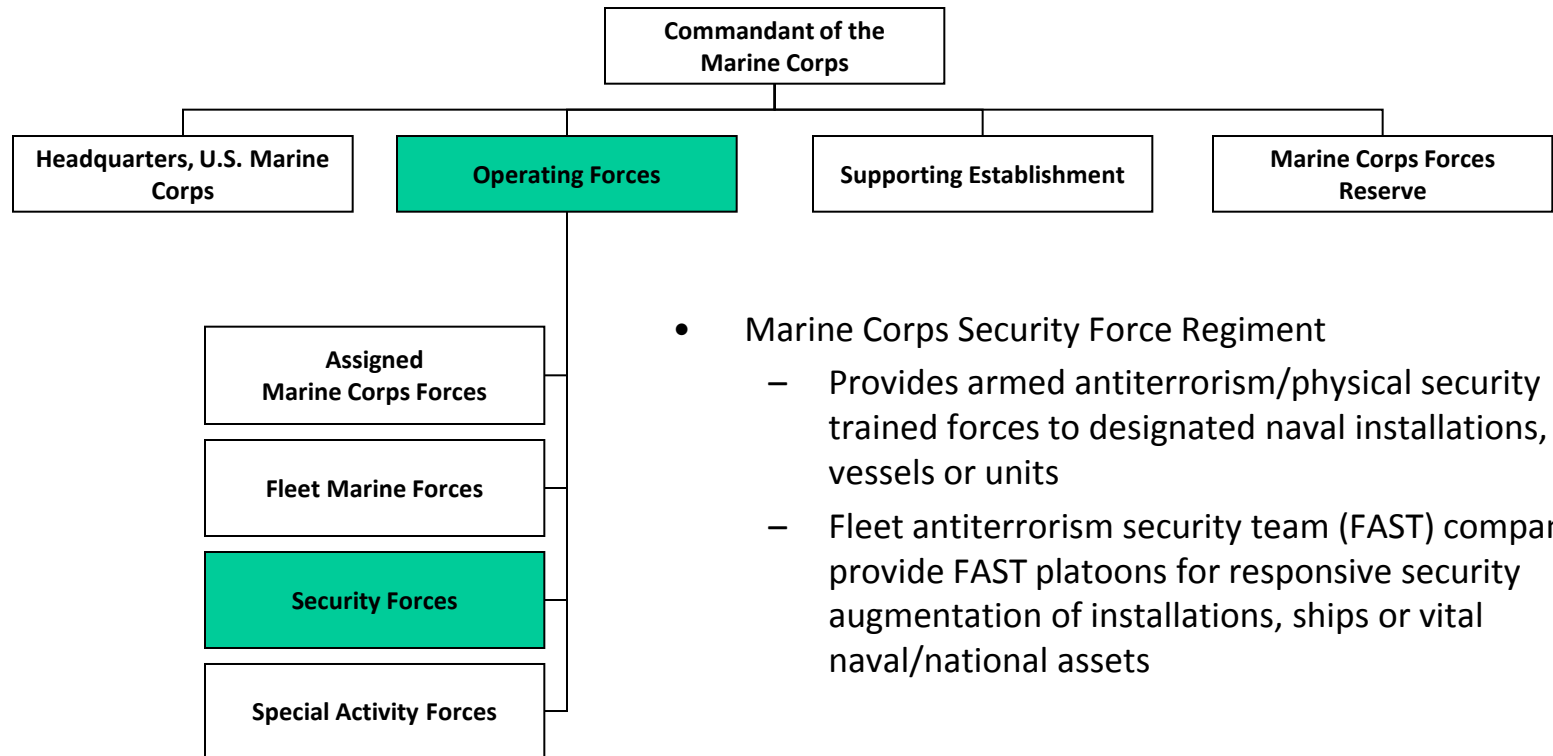 Commandant of the
Marine Corps
Headquarters, U.S. Marine
Corps
Operating Forces
Supporting Establishment
Marine Corps Forces
Reserve
Assigned
Marine Corps Forces
Fleet Marine Forces
Security Forces
Special Activity Forces
• Marine Corps Security Force Regiment
– Provides armed antiterrorism/physical security
trained forces to designated naval installations,
vessels or units
– Fleet antiterrorism security team (FAST)
provide FAST platoons for responsive security
augmentation of installations, ships or vital
naval/national assets